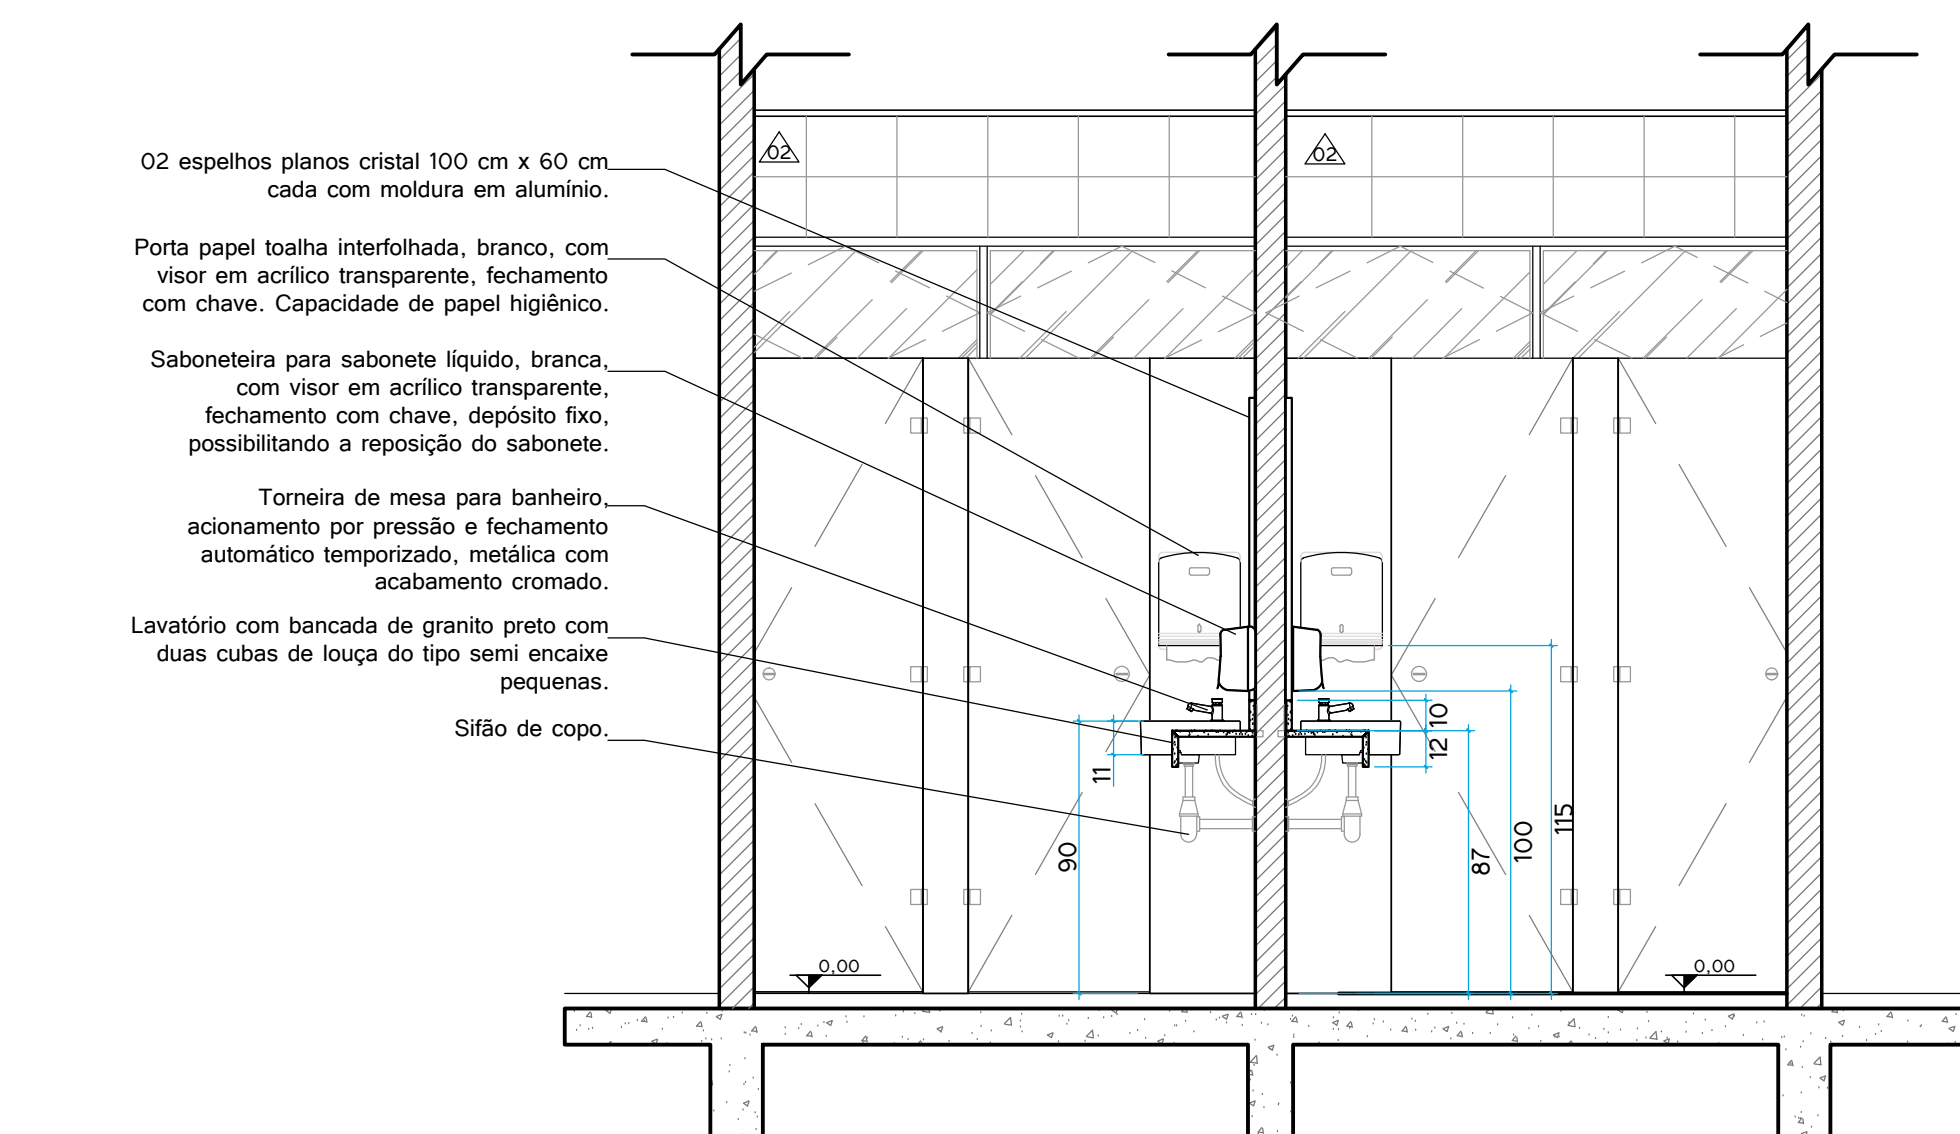 02 espelhos planos cristal 100 cm x 60 cm
cada com moldura em alumínio.
Porta papel toalha interfolhada, branco, com
visor em acrílico transparente, fechamento
com chave. Capacidade de papel higiênico.
Saboneteira para sabonete líquido, branca,
com visor em acrílico transparente,
fechamento com chave, depósito fixo,
possibilitando a reposição do sabonete.
Torneira de mesa para banheiro,
acionamento por pressão e fechamento
automático temporizado, metálica com
acabamento cromado.
Lavatório com bancada de granito preto com
duas cubas de louça do tipo semi encaixe
pequenas.
Sifão de copo.
02
02
11
90
10
12
87
100
115
0,00
0,00